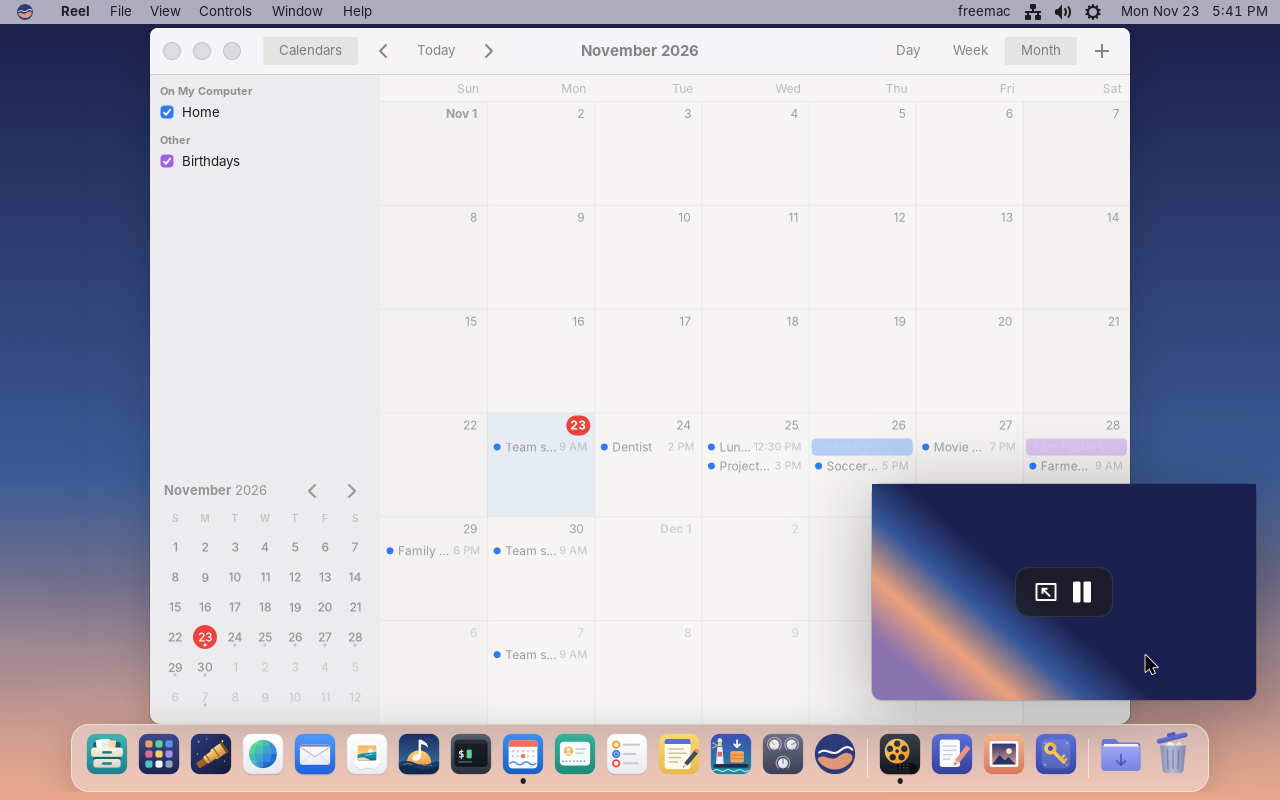 Reel File View Controls Window Help freemac Mon Nov 23 5:41 PM
Calendars Today November 2026 Day Week Month
On My Computer
Home
Other
Birthdays
Sun Mon Tue Wed Thu Fri Sat
Nov 1 2 3 4 5 6 7
8 9 10 11 12 13 14
15 16 17 18 19 20 21
22 23 24 25 26 27 28
Team s... 9 AM Dentist 2 PM Lun... 12:30 PM Thanksgiving Movie ... 7 PM
Project... 3 PM Soccer... 5 PM Farme... 9 AM
29 30 Dec 1 2
Family ... 6 PM Team s... 9 AM
6 7 8 9
Team s... 9 AM
November 2026
S M T W T F S
1 2 3 4 5 6 7
8 9 10 11 12 13 14
15 16 17 18 19 20 21
22 23 24 25 26 27 28
29 30 1 2 3 4 5
6 7 8 9 10 11 12
$